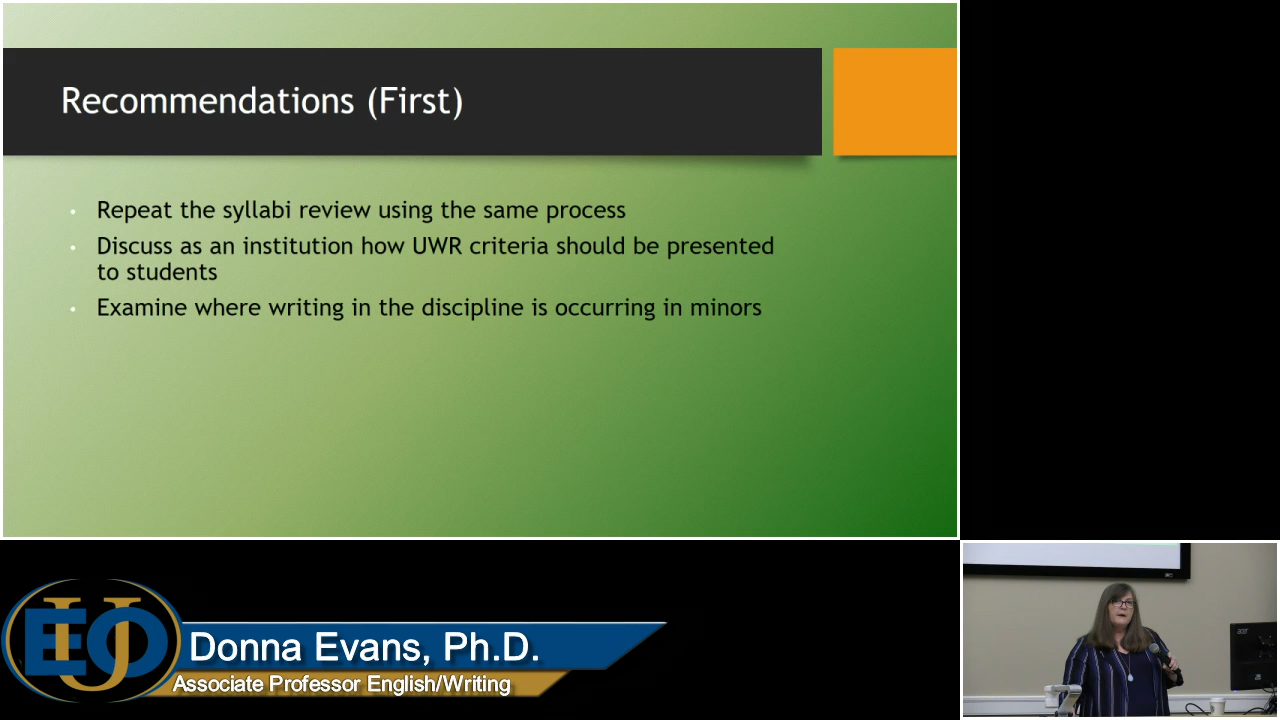 Recommendations (First)
Repeat the syllabi review using the same process
Discuss as an institution how UWR criteria should be presented
to students
Examine where writing in the discipline is occurring in minors
EOU
Donna Evans, Ph.D.
Associate Professor English/Writing
acer